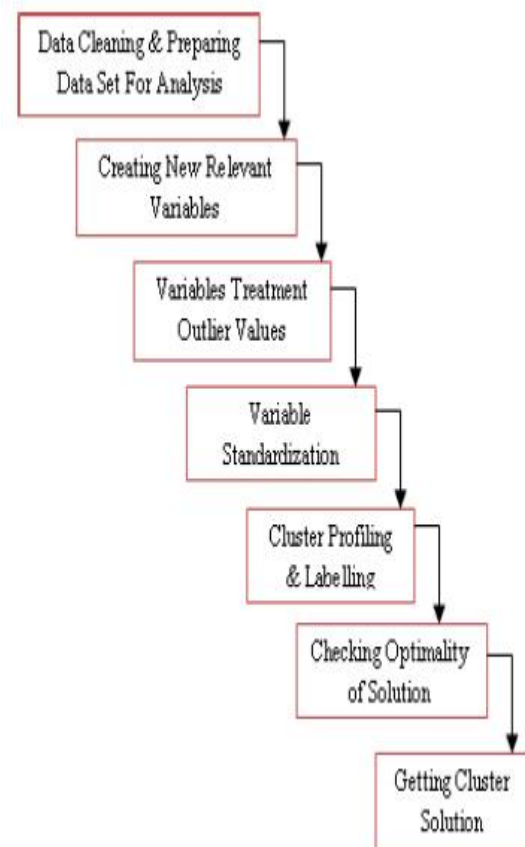 Data Cleaning & Preparing
Data Set For Analysis
Creating New Relevant
Variables
Variables Treatment
Outlier Values
Variable
Standardization
Cluster Profiling
& Labelling
Checking Optimality
of Solution
Getting Cluster
Solution